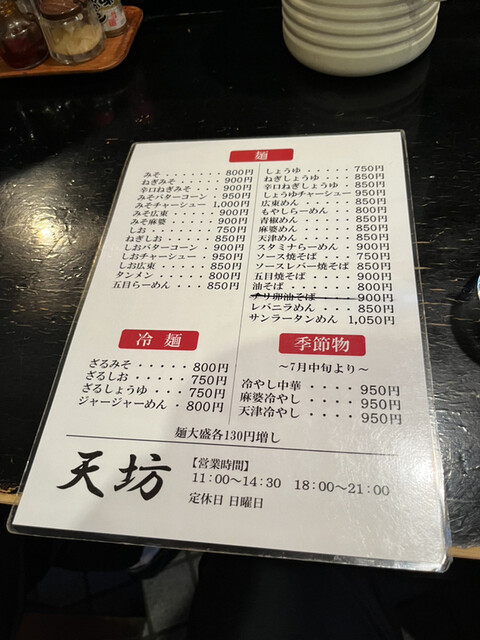 麺
みそ・・・・・・800円
ねぎみそ・・・・900円
辛口ねぎみそ・・・900円
みそバターコーン・950円
みそチャーシュー・1,000円
みそ広東・・・・900円
みそ麻婆・・・・900円
しお・・・・・・750円
ねぎしお・・・・850円
しおバターコーン・900円
しおチャーシュー・950円
しお広東・・・・850円
タンメン・・・・800円
五目らーめん・・・850円
しょうゆ・・・・・750円
ねぎしょうゆ・・・850円
辛口ねぎしょうゆ・・850円
しょうゆチャーシュー・950円
広東めん・・・・・850円
もやしらーめん・・・800円
青椒めん・・・・・850円
麻婆めん・・・・・850円
天津めん・・・・・850円
スタミナらーめん・・900円
ソース焼そば・・・750円
ソースレバー焼そば・850円
五目焼そば・・・・900円
油そば・・・・・・800円
チリ卵油そば・・・900円
レバニラめん・・・850円
サンラータンめん・1,050円
冷麺
ざるみそ・・・・・800円
ざるしお・・・・・750円
ざるしょうゆ・・・750円
ジャージャーめん・800円
季節物
～7月中旬より～
冷やし中華・・・・950円
麻婆冷やし・・・・950円
天津冷やし・・・・950円
麺大盛各130円増し
天坊
【営業時間】
11:00～14:30 18:00～21:00
定休日 日曜日